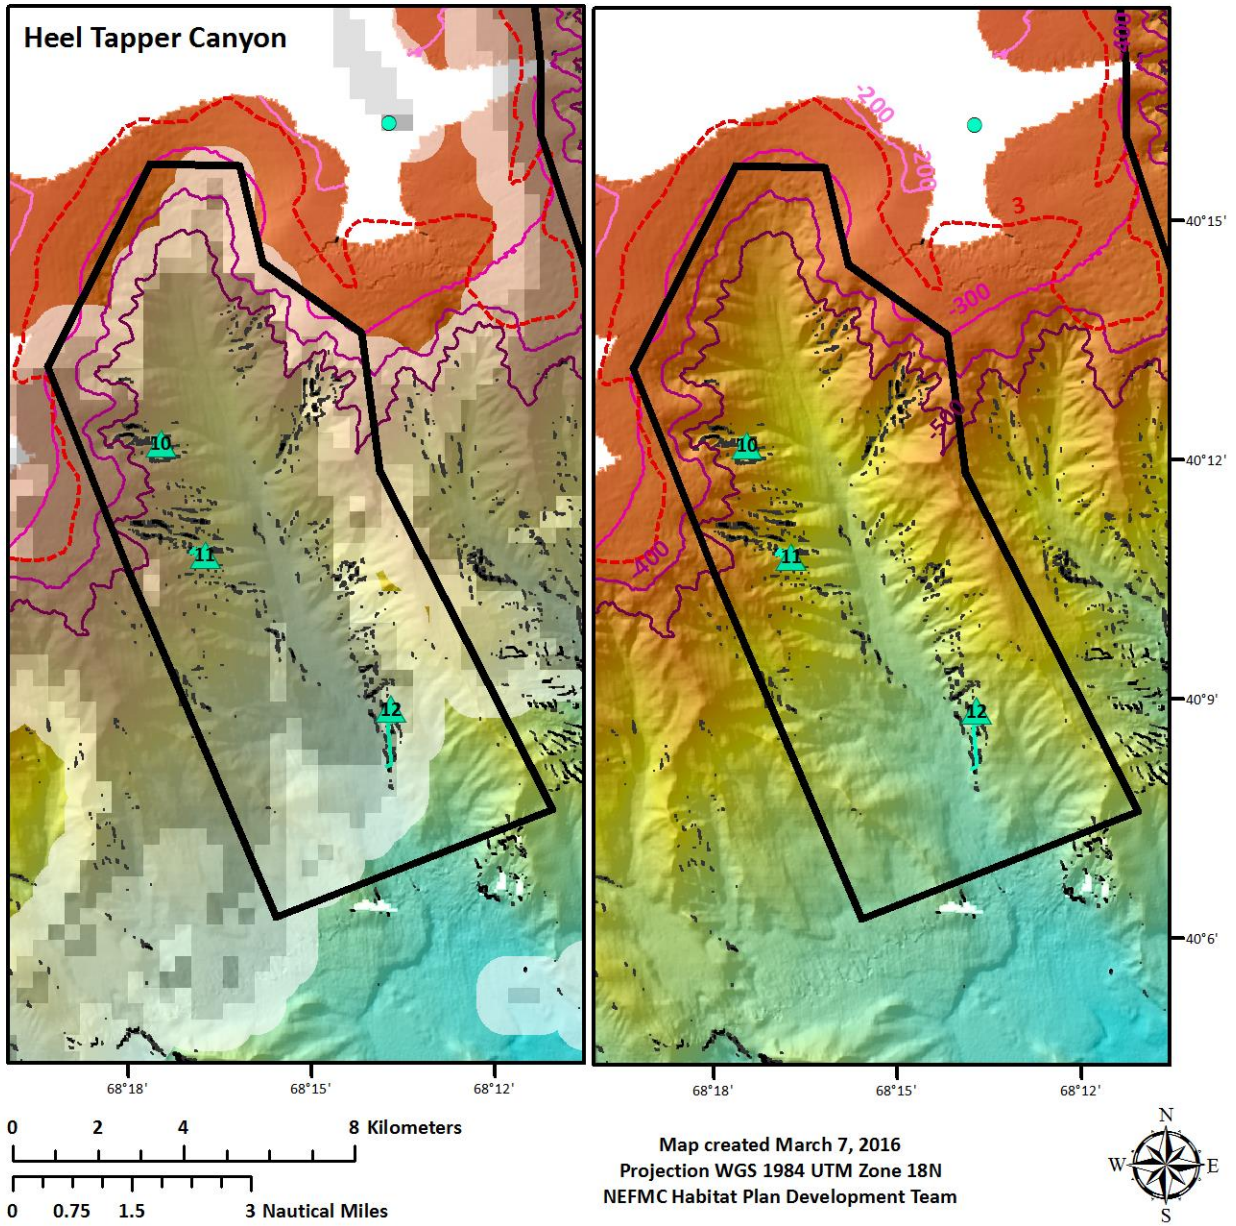 Heel Tapper Canyon
10
11
12
-200
-200
-400
3
-300
-500
-400
10
11
12
40°15'
40°12'
40°9'
40°6'
68°18'
68°15'
68°12'
68°18'
68°15'
68°12'
0 2 4 8 Kilometers
0 0.75 1.5 3 Nautical Miles
Map created March 7, 2016
Projection WGS 1984 UTM Zone 18N
NEFMC Habitat Plan Development Team
N
W E
S